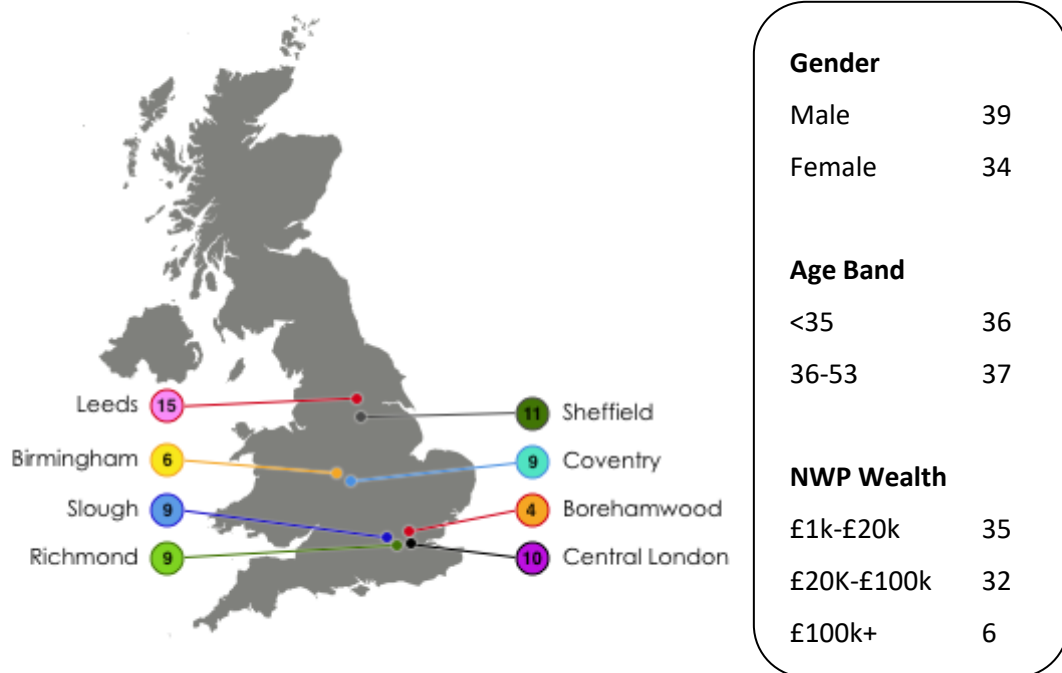 Leeds 15
Birmingham 6
Slough 9
Richmond 9
11 Sheffield
9 Coventry
4 Borehamwood
10 Central London
Gender
Male 39
Female 34
Age Band
<35 36
36-53 37
NWP Wealth
£1k-£20k 35
£20K-£100k 32
£100k+ 6